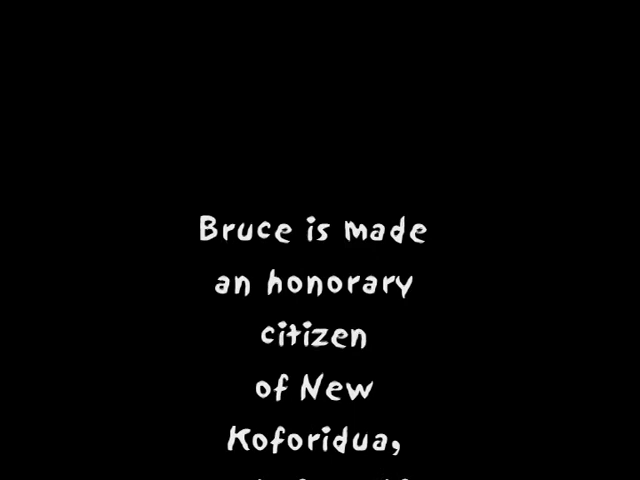 Bruce is made
an honorary
citizen
of New
Koforidua,